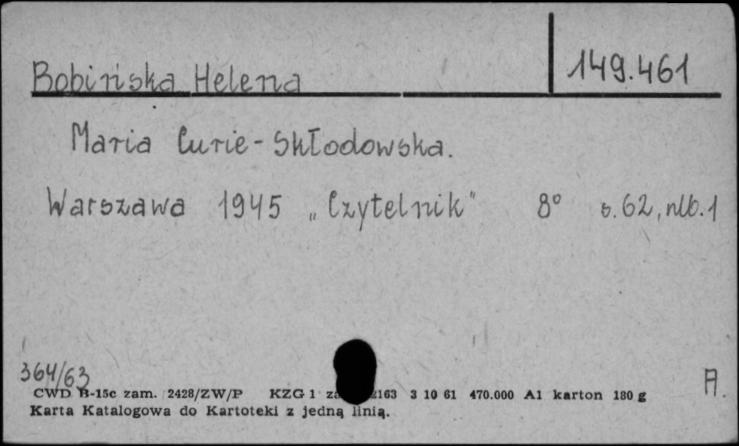 Bobińska Helena 149.461
Maria Curie-Skłodowska.
Warszawa 1945 „Czytelnik" 8° s. 62, nlb. 1
364/63
CWD B-15c zam. 2428/ZW/P KZG 1 2163 3 10 61 470.000 A1 karton 180 g
A.
Karta Katalogowa do Kartoteki z jedną linią.